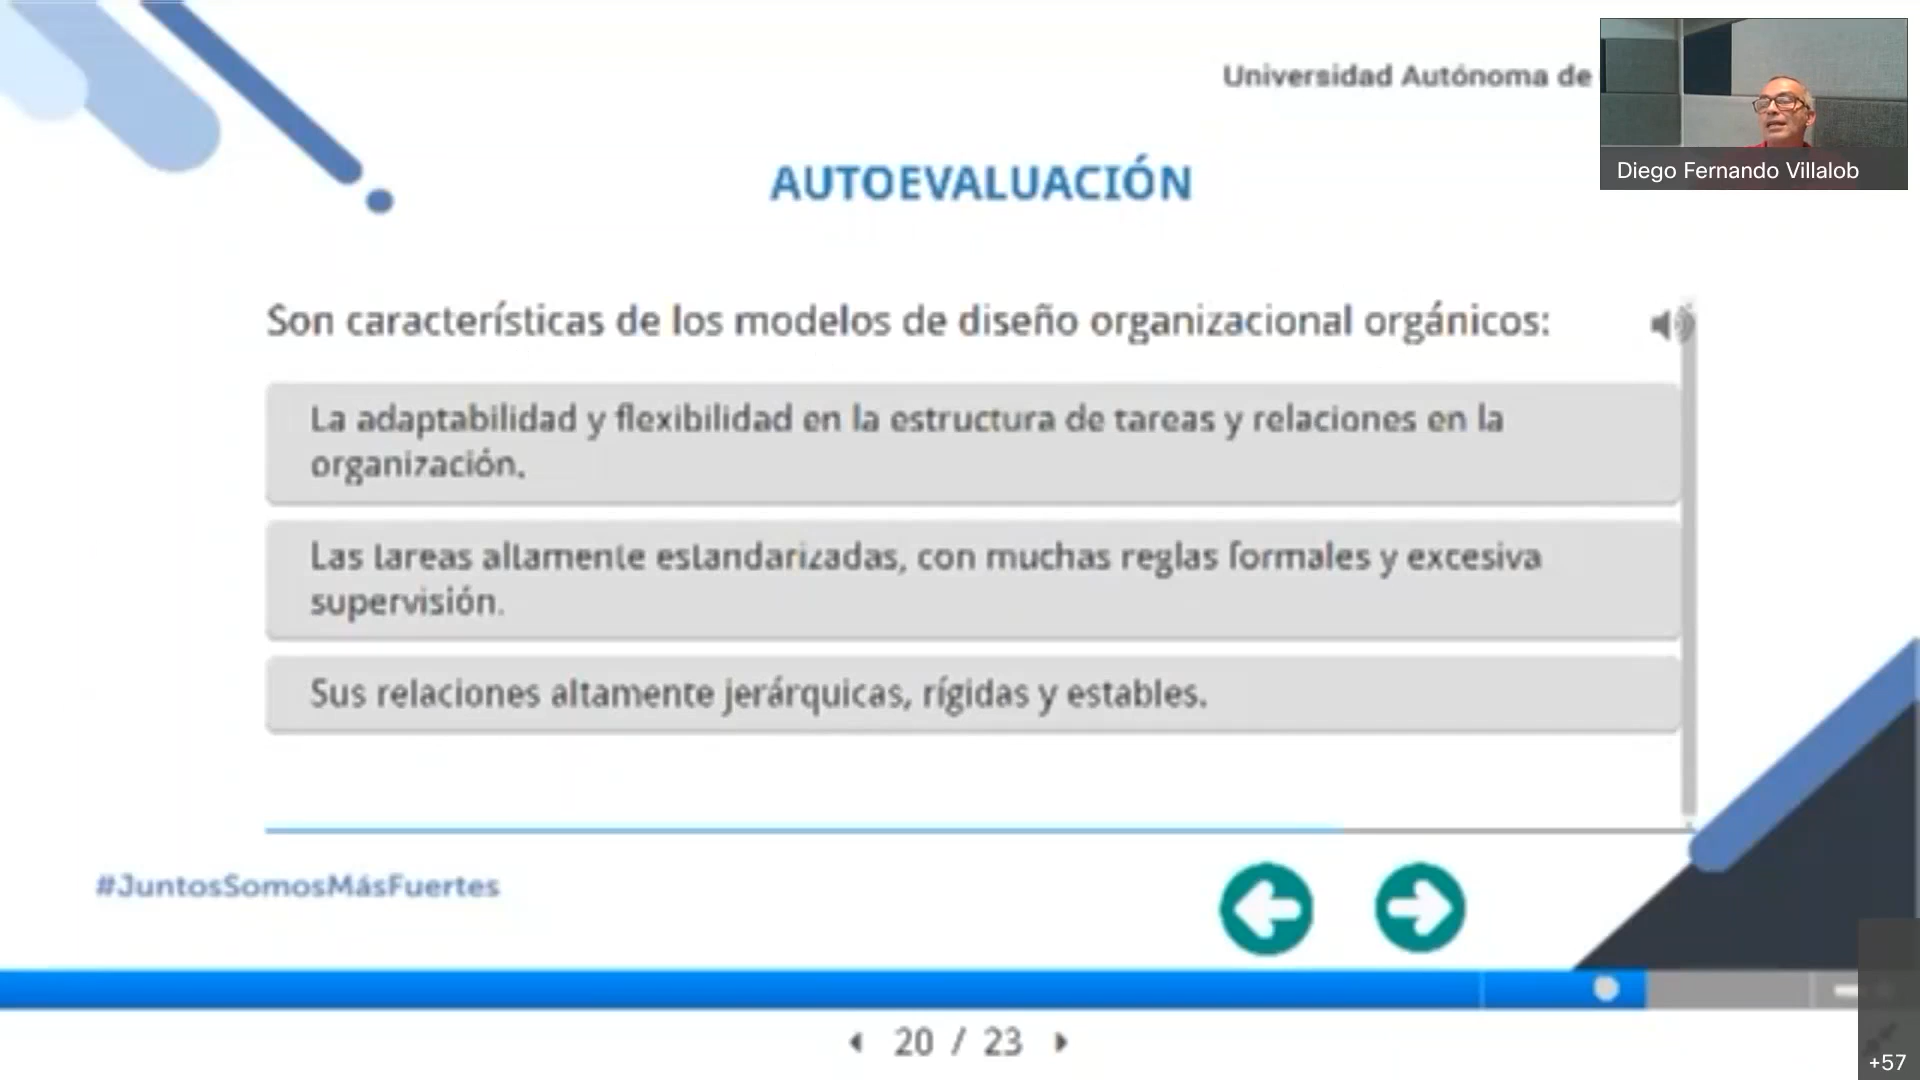 Universidad Autónoma de
Diego Fernando Villalob
AUTOEVALUACIÓN
Son características de los modelos de diseño organizacional orgánicos:
La adaptabilidad y flexibilidad en la estructura de tareas y relaciones en la
organización.
Las tareas altamente estandarizadas, con muchas reglas formales y excesiva
supervisión.
Sus relaciones altamente jerárquicas, rígidas y estables.
#JuntosSomosMásFuertes
20 / 23
+57